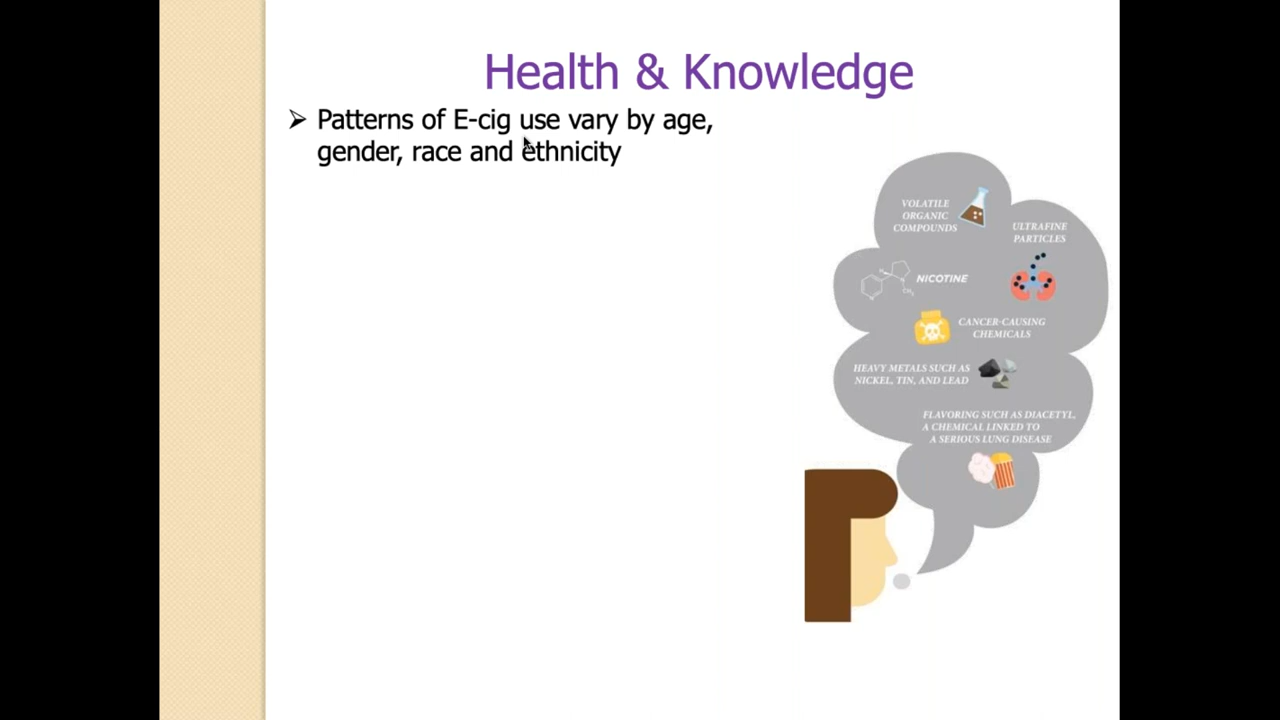 Health & Knowledge
➢ Patterns of E-cig use vary by age,
gender, race and ethnicity
VOLATILE
ORGANIC
COMPOUNDS
ULTRAFINE
PARTICLES
NICOTINE
H
N
N
CH₃
CANCER-CAUSING
CHEMICALS
HEAVY METALS SUCH AS
NICKEL, TIN, AND LEAD
FLAVORING SUCH AS DIACETYL,
A CHEMICAL LINKED TO
A SERIOUS LUNG DISEASE